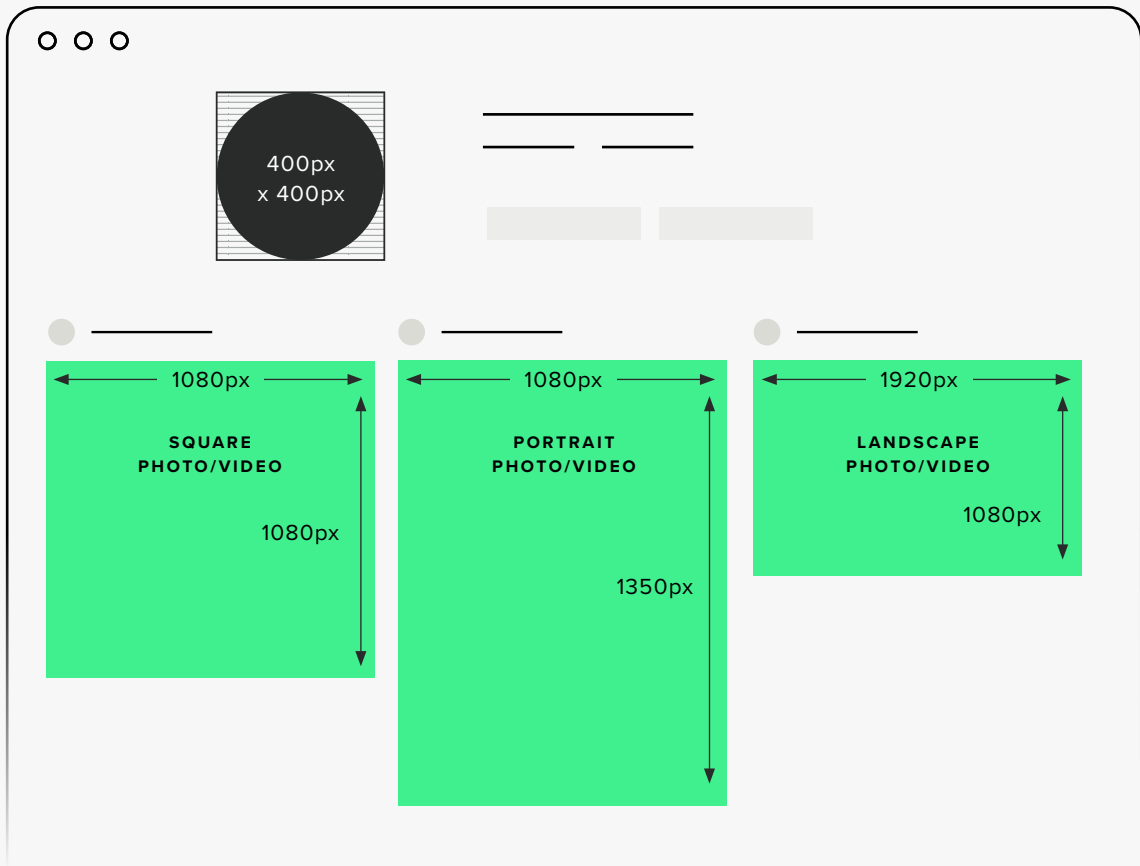 400px
x 400px
1080px
SQUARE
PHOTO/VIDEO
1080px
1080px
PORTRAIT
PHOTO/VIDEO
1350px
1920px
LANDSCAPE
PHOTO/VIDEO
1080px